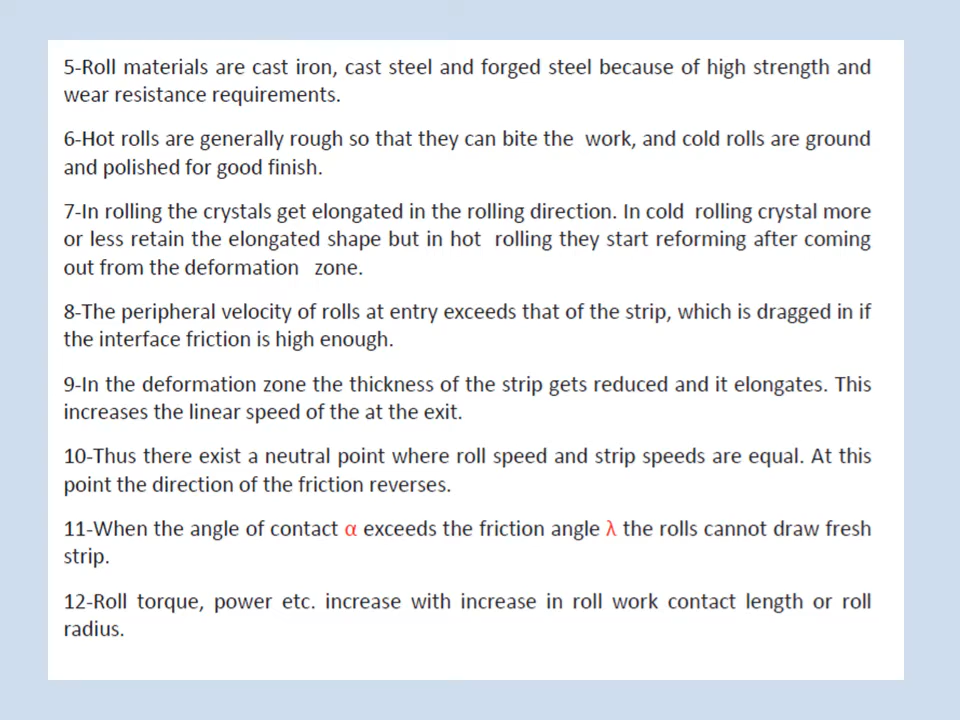 5-Roll materials are cast iron, cast steel and forged steel because of high strength and
wear resistance requirements.
6-Hot rolls are generally rough so that they can bite the work, and cold rolls are ground
and polished for good finish.
7-In rolling the crystals get elongated in the rolling direction. In cold rolling crystal more
or less retain the elongated shape but in hot rolling they start reforming after coming
out from the deformation zone.
8-The peripheral velocity of rolls at entry exceeds that of the strip, which is dragged in if
the interface friction is high enough.
9-In the deformation zone the thickness of the strip gets reduced and it elongates. This
increases the linear speed of the at the exit.
10-Thus there exist a neutral point where roll speed and strip speeds are equal. At this
point the direction of the friction reverses.
11-When the angle of contact α exceeds the friction angle λ the rolls cannot draw fresh
strip.
12-Roll torque, power etc. increase with increase in roll work contact length or roll
radius.